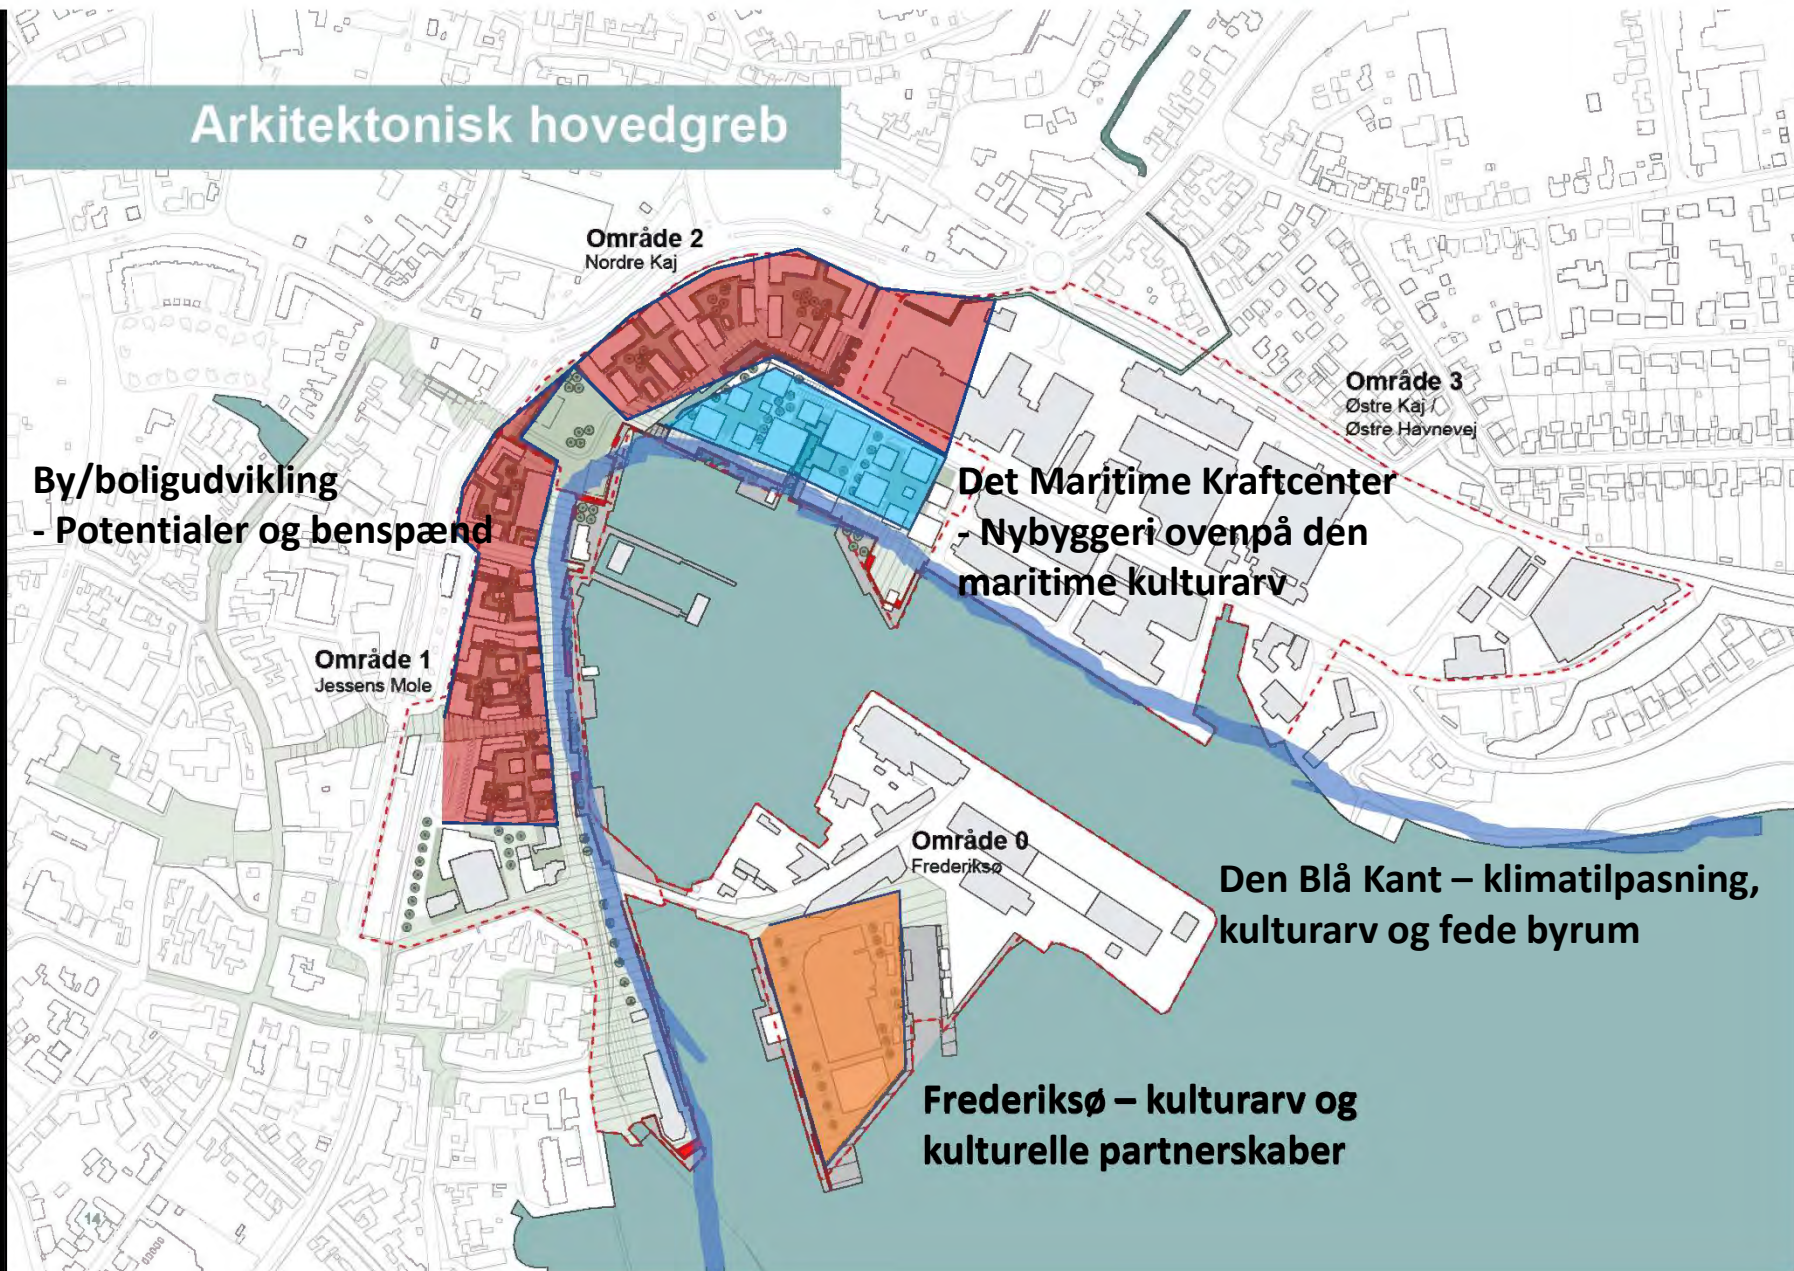 Arkitektonisk hovedgreb
Område 2
Nordre Kaj
Område 3
Østre Kaj /
Østre Havnevej
By/boligudvikling
- Potentialer og benspænd
Det Maritime Kraftcenter
- Nybyggeri ovenpå den
maritime kulturarv
Område 1
Jessens Mole
Område 0
Frederiksø
Den Blå Kant – klimatilpasning,
kulturarv og fede byrum
Frederiksø – kulturarv og
kulturelle partnerskaber
14